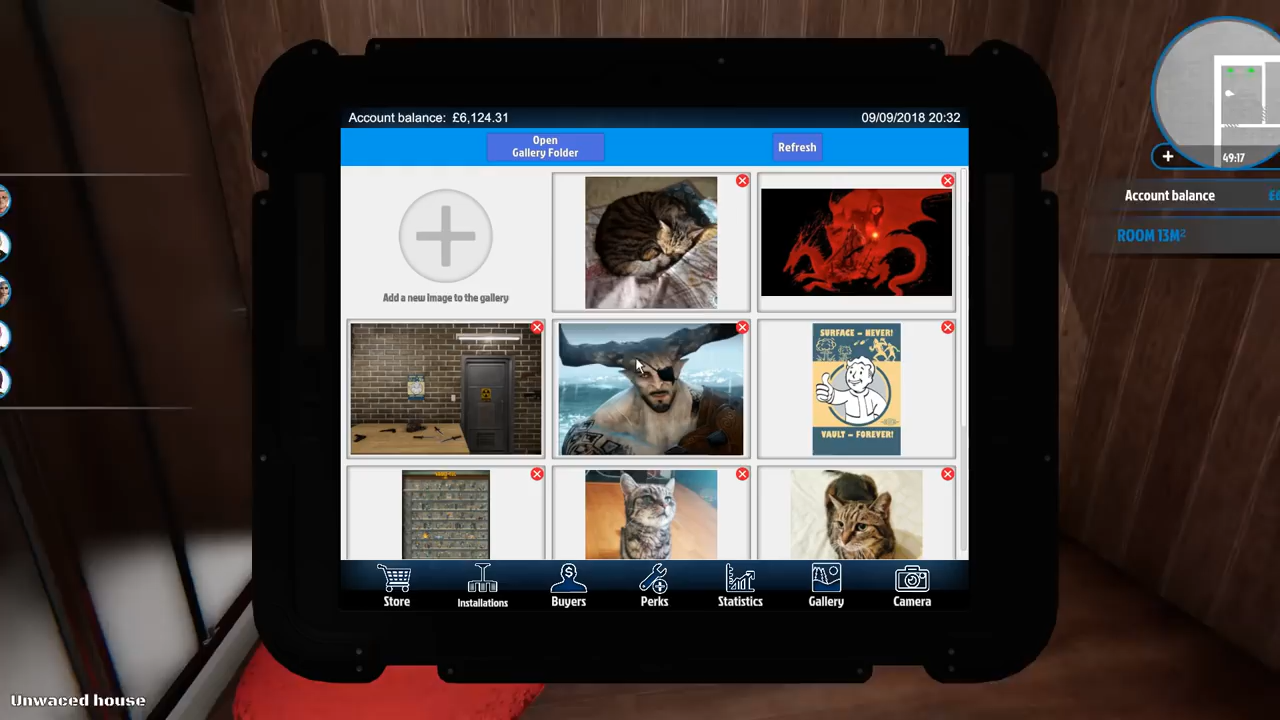 Account balance: £6,124.31
09/09/2018 20:32
Open
Gallery Folder
Refresh
49:17
Account balance
ROOM 13M²
Add a new image to the gallery
SURFACE – NEVER!
VAULT – FOREVER!
Store
Installations
Buyers
Perks
Statistics
Gallery
Camera
Unwaced house